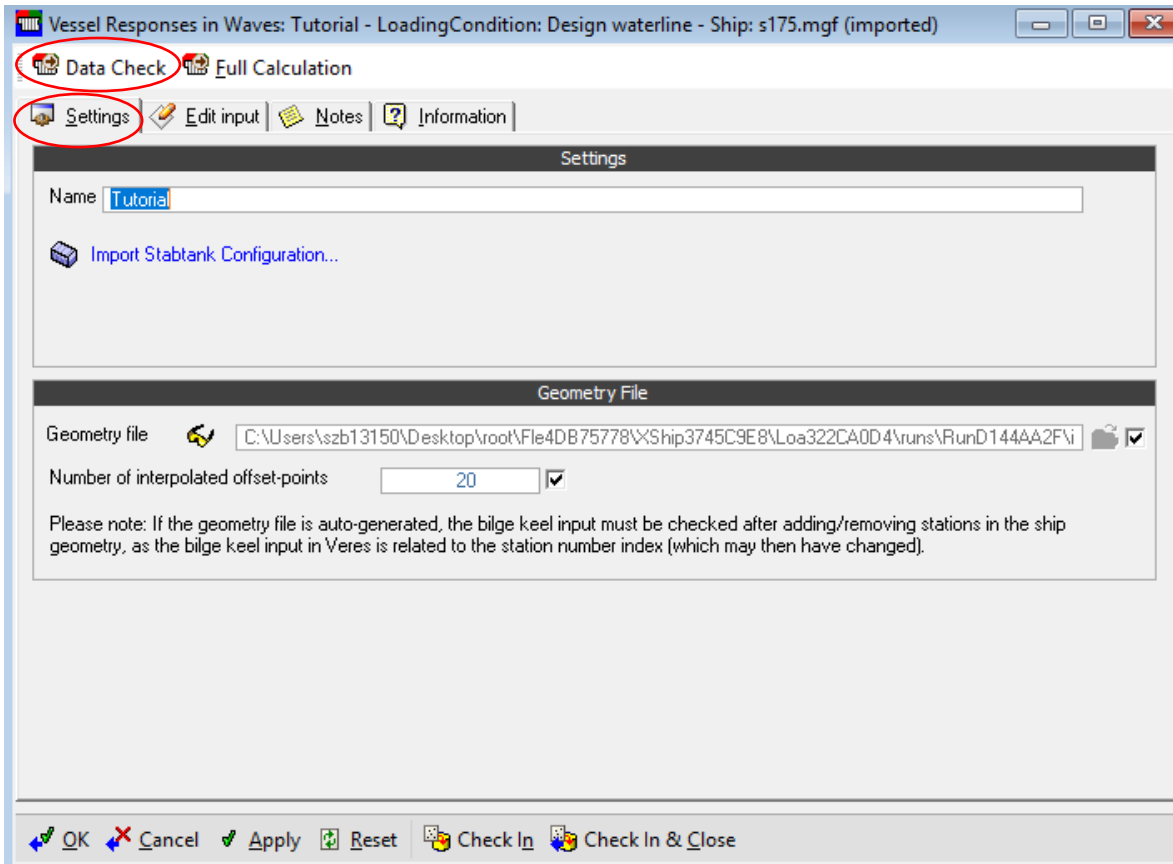 Vessel Responses in Waves: Tutorial - LoadingCondition: Design waterline - Ship: s175.mgf (imported)
Data Check Full Calculation
Settings Edit input Notes Information
Settings
Name Tutorial
Import Stabtank Configuration...
Geometry File
Geometry file C:\Users\szb13150\Desktop\root\Fle4DB75778\XShip3745C9E8\Loa322CA0D4\runs\RunD144AA2F\i
Number of interpolated offset-points 20
Please note: If the geometry file is auto-generated, the bilge keel input must be checked after adding/removing stations in the ship
geometry, as the bilge keel input in Veres is related to the station number index (which may then have changed).
OK Cancel Apply Reset Check In Check In & Close